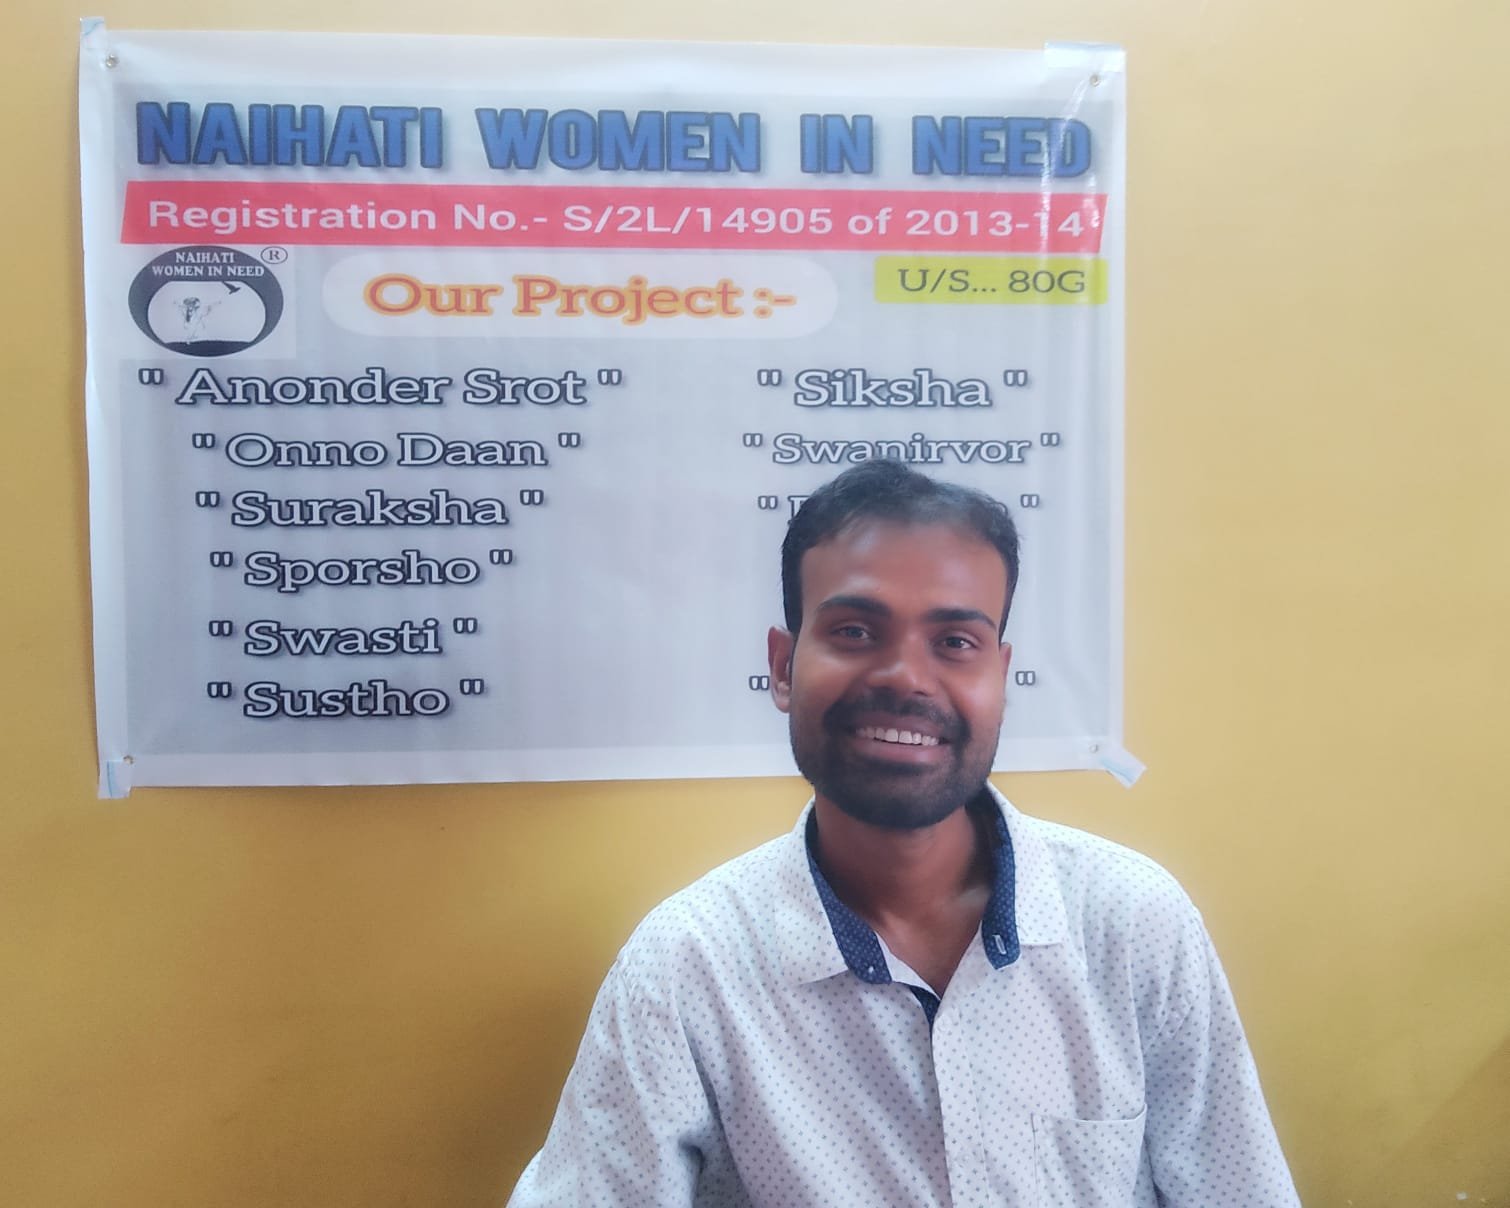 NAIHATI WOMEN IN NEED
Registration No.- S/2L/14905 of 2013-14
NAIHATI
WOMEN IN NEED
®
Our Project :-
U/S... 80G
" Anonder Srot "
" Siksha "
" Onno Daan "
" Swanirvor "
" Suraksha "
" Sporsho "
" Swasti "
" Sustho "